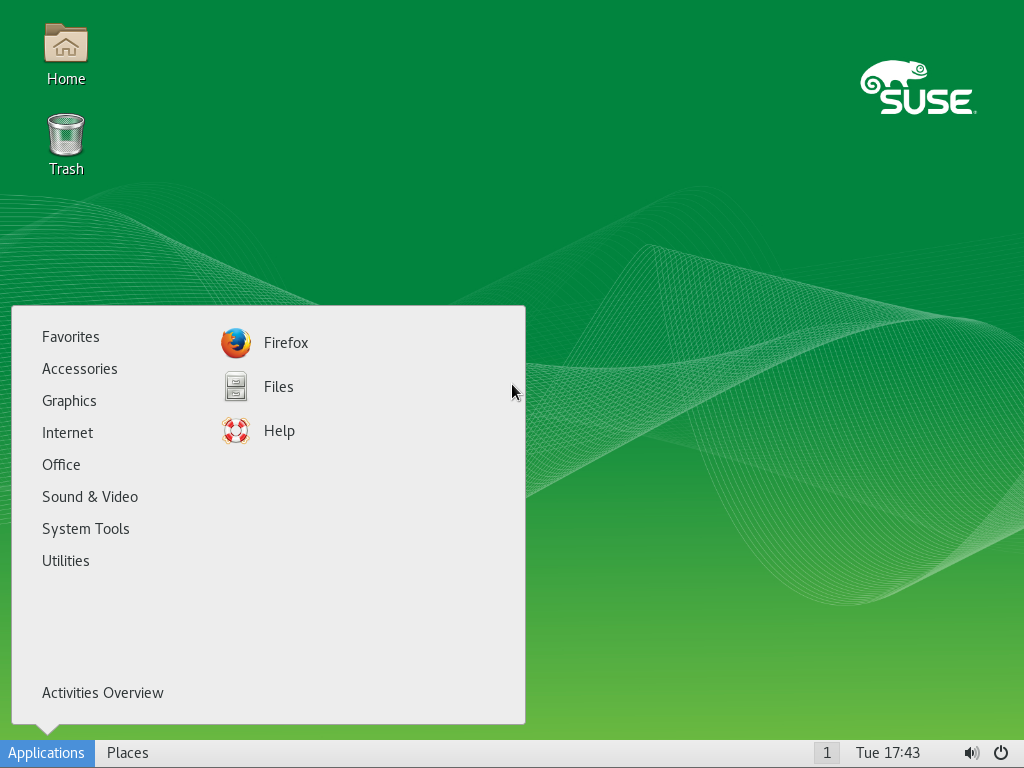 Home
Trash
SUSE
Favorites
Accessories
Graphics
Internet
Office
Sound & Video
System Tools
Utilities
Activities Overview
Firefox
Files
Help
Applications
Places
1
Tue 17:43